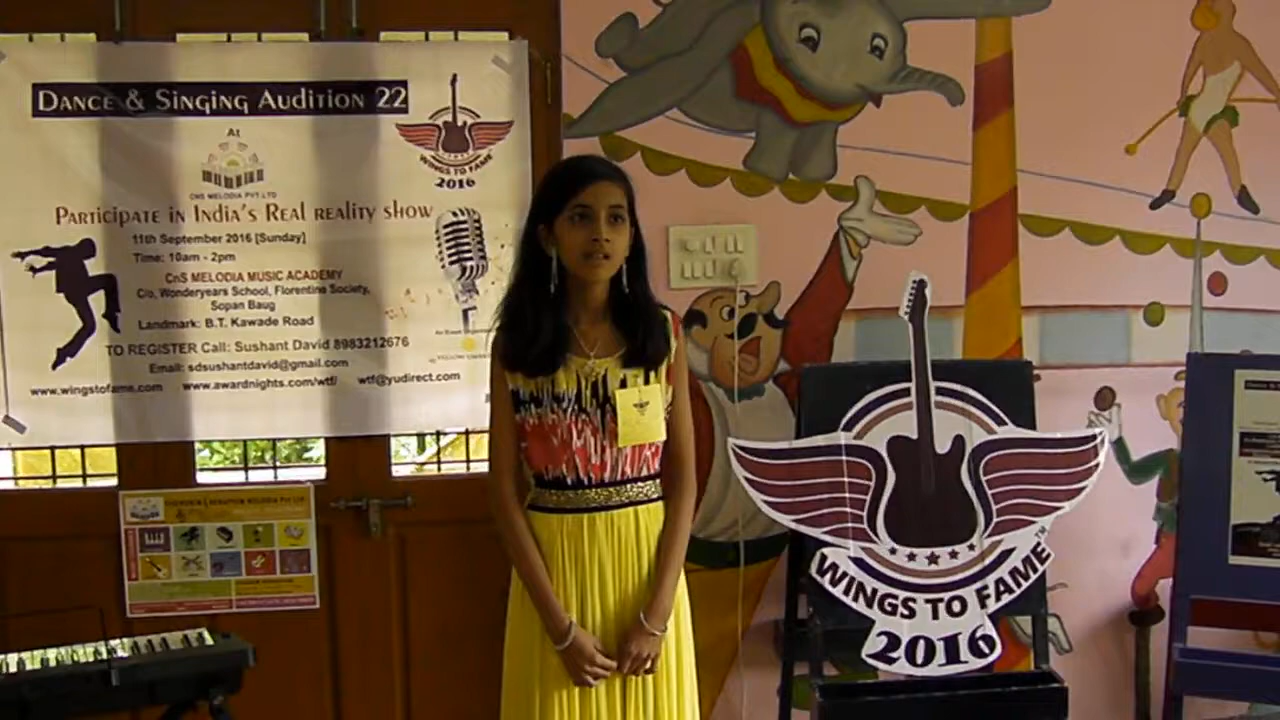 DANCE & SINGING AUDITION 22
At
CNS MELODIA PVT LTD
WINGS TO FAME
2016
PARTICIPATE IN INDIA'S REAL REALITY SHOW
11th September 2016 [Sunday]
Time: 10am - 2pm
CnS MELODIA MUSIC ACADEMY
C/o, Wonderyears School, Florentine Society,
Sopan Baug
Landmark: B.T. Kawade Road
TO REGISTER Call: Sushant David 8983212676
Email: sdsushantdavid@gmail.com
www.wingstofame.com www.awardnights.com/wtf/ wtf@yudirect.com
WINGS TO FAME™
2016